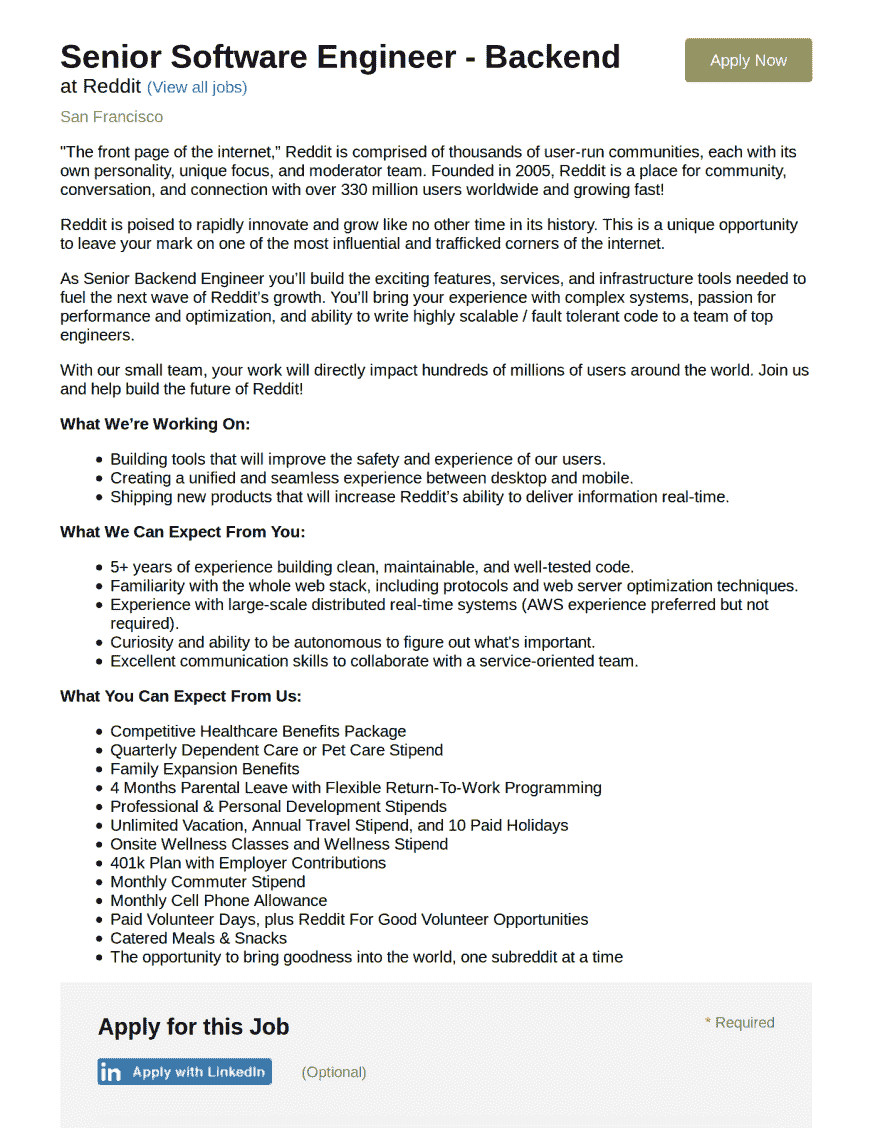 Senior Software Engineer - Backend
Apply Now
at Reddit (View all jobs)
San Francisco
"The front page of the internet," Reddit is comprised of thousands of user-run communities, each with its
own personality, unique focus, and moderator team. Founded in 2005, Reddit is a place for community,
conversation, and connection with over 330 million users worldwide and growing fast!
Reddit is poised to rapidly innovate and grow like no other time in its history. This is a unique opportunity
to leave your mark on one of the most influential and trafficked corners of the internet.
As Senior Backend Engineer you’ll build the exciting features, services, and infrastructure tools needed to
fuel the next wave of Reddit’s growth. You’ll bring your experience with complex systems, passion for
performance and optimization, and ability to write highly scalable / fault tolerant code to a team of top
engineers.
With our small team, your work will directly impact hundreds of millions of users around the world. Join us
and help build the future of Reddit!
What We’re Working On:
• Building tools that will improve the safety and experience of our users.
• Creating a unified and seamless experience between desktop and mobile.
• Shipping new products that will increase Reddit’s ability to deliver information real-time.
What We Can Expect From You:
• 5+ years of experience building clean, maintainable, and well-tested code.
• Familiarity with the whole web stack, including protocols and web server optimization techniques.
• Experience with large-scale distributed real-time systems (AWS experience preferred but not
required).
• Curiosity and ability to be autonomous to figure out what's important.
• Excellent communication skills to collaborate with a service-oriented team.
What You Can Expect From Us:
• Competitive Healthcare Benefits Package
• Quarterly Dependent Care or Pet Care Stipend
• Family Expansion Benefits
• 4 Months Parental Leave with Flexible Return-To-Work Programming
• Professional & Personal Development Stipends
• Unlimited Vacation, Annual Travel Stipend, and 10 Paid Holidays
• Onsite Wellness Classes and Wellness Stipend
• 401k Plan with Employer Contributions
• Monthly Commuter Stipend
• Monthly Cell Phone Allowance
• Paid Volunteer Days, plus Reddit For Good Volunteer Opportunities
• Catered Meals & Snacks
• The opportunity to bring goodness into the world, one subreddit at a time
Apply for this Job
* Required
in Apply with LinkedIn
(Optional)